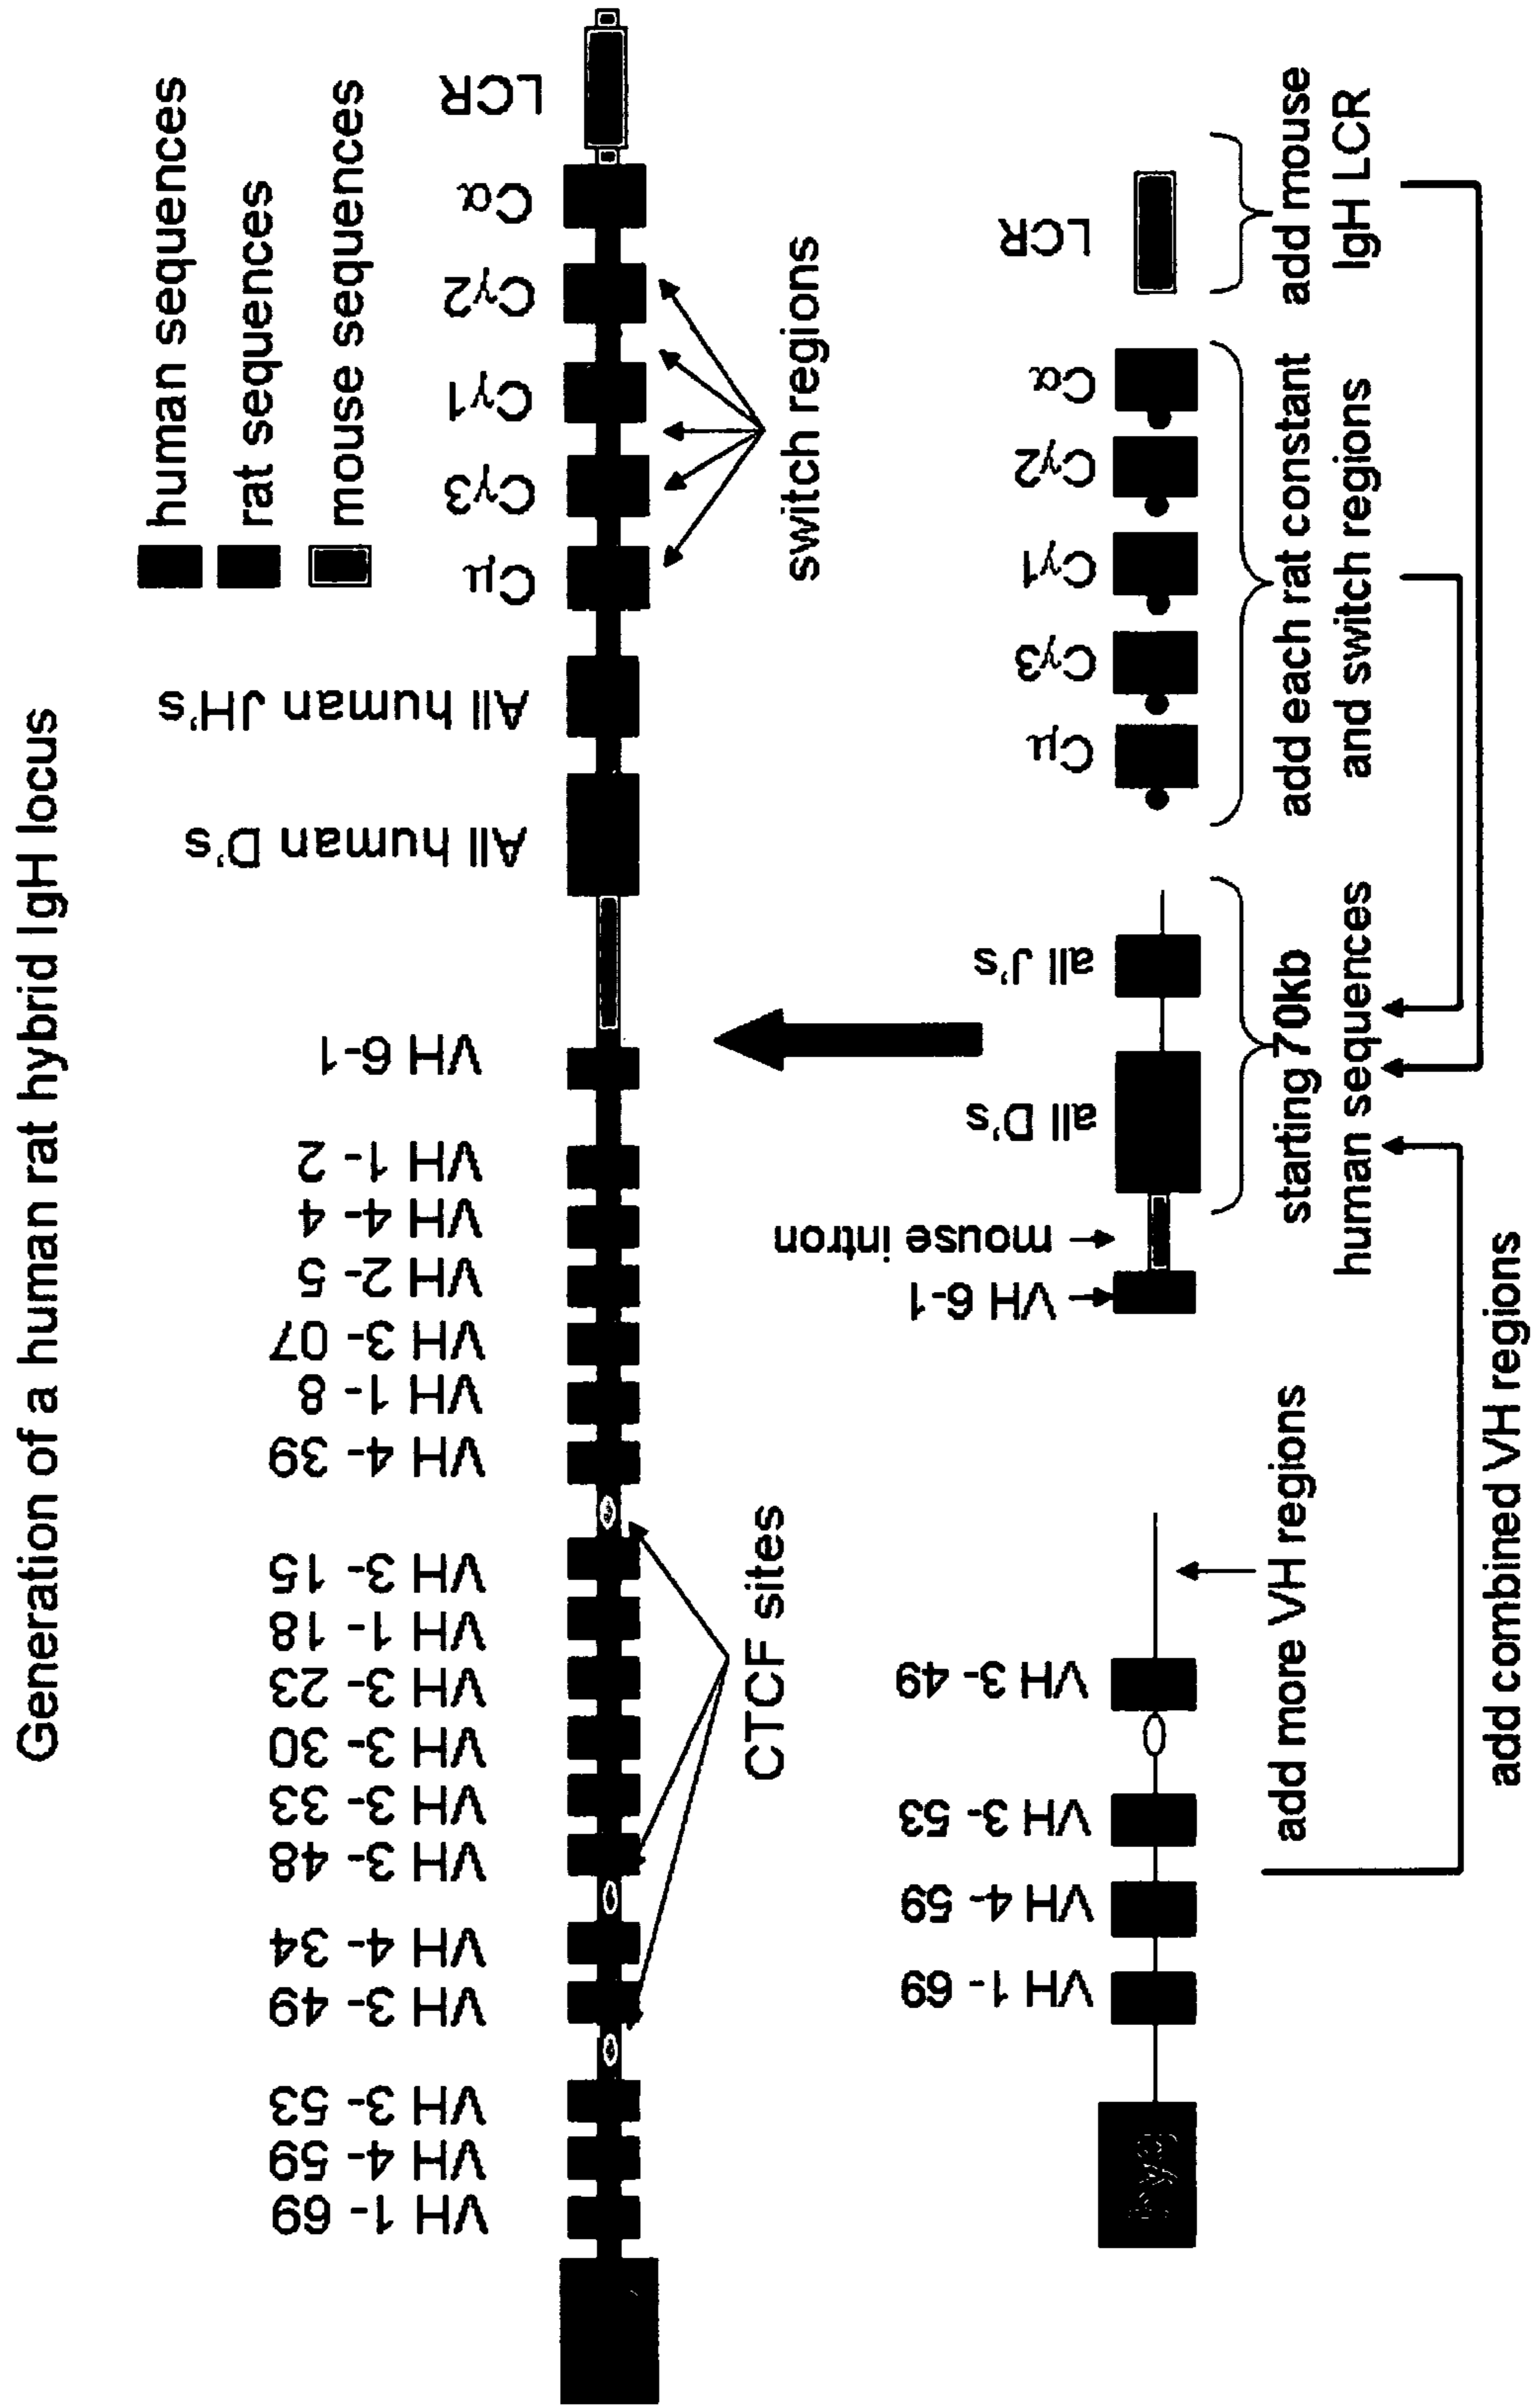 Generation of a human rat hybrid IgH locus
human sequences
rat sequences
mouse sequences
VH 1- 69
VH 4- 59
VH 3- 53
VH 3- 49
VH 4- 34
VH 3- 48
VH 3- 33
VH 3- 30
VH 3- 23
VH 1- 18
VH 3- 15
VH 4- 39
VH 1- 8
VH 3- 07
VH 2- 5
VH 4- 4
VH 1- 2
VH 6-1
All human D's
All human JH's
Cμ
Cγ3
Cγ1
Cγ2
Cα
LCR
CTCF sites
switch regions
VH 1- 69
VH 4- 59
VH 3- 53
VH 3- 49
VH 6-1
mouse intron
all D's
all J's
Cμ
Cγ3
Cγ1
Cγ2
Cα
LCR
add more VH regions
starting 70kb
human sequences
add each rat constant
and switch regions
add mouse
IgH LCR
add combined VH regions